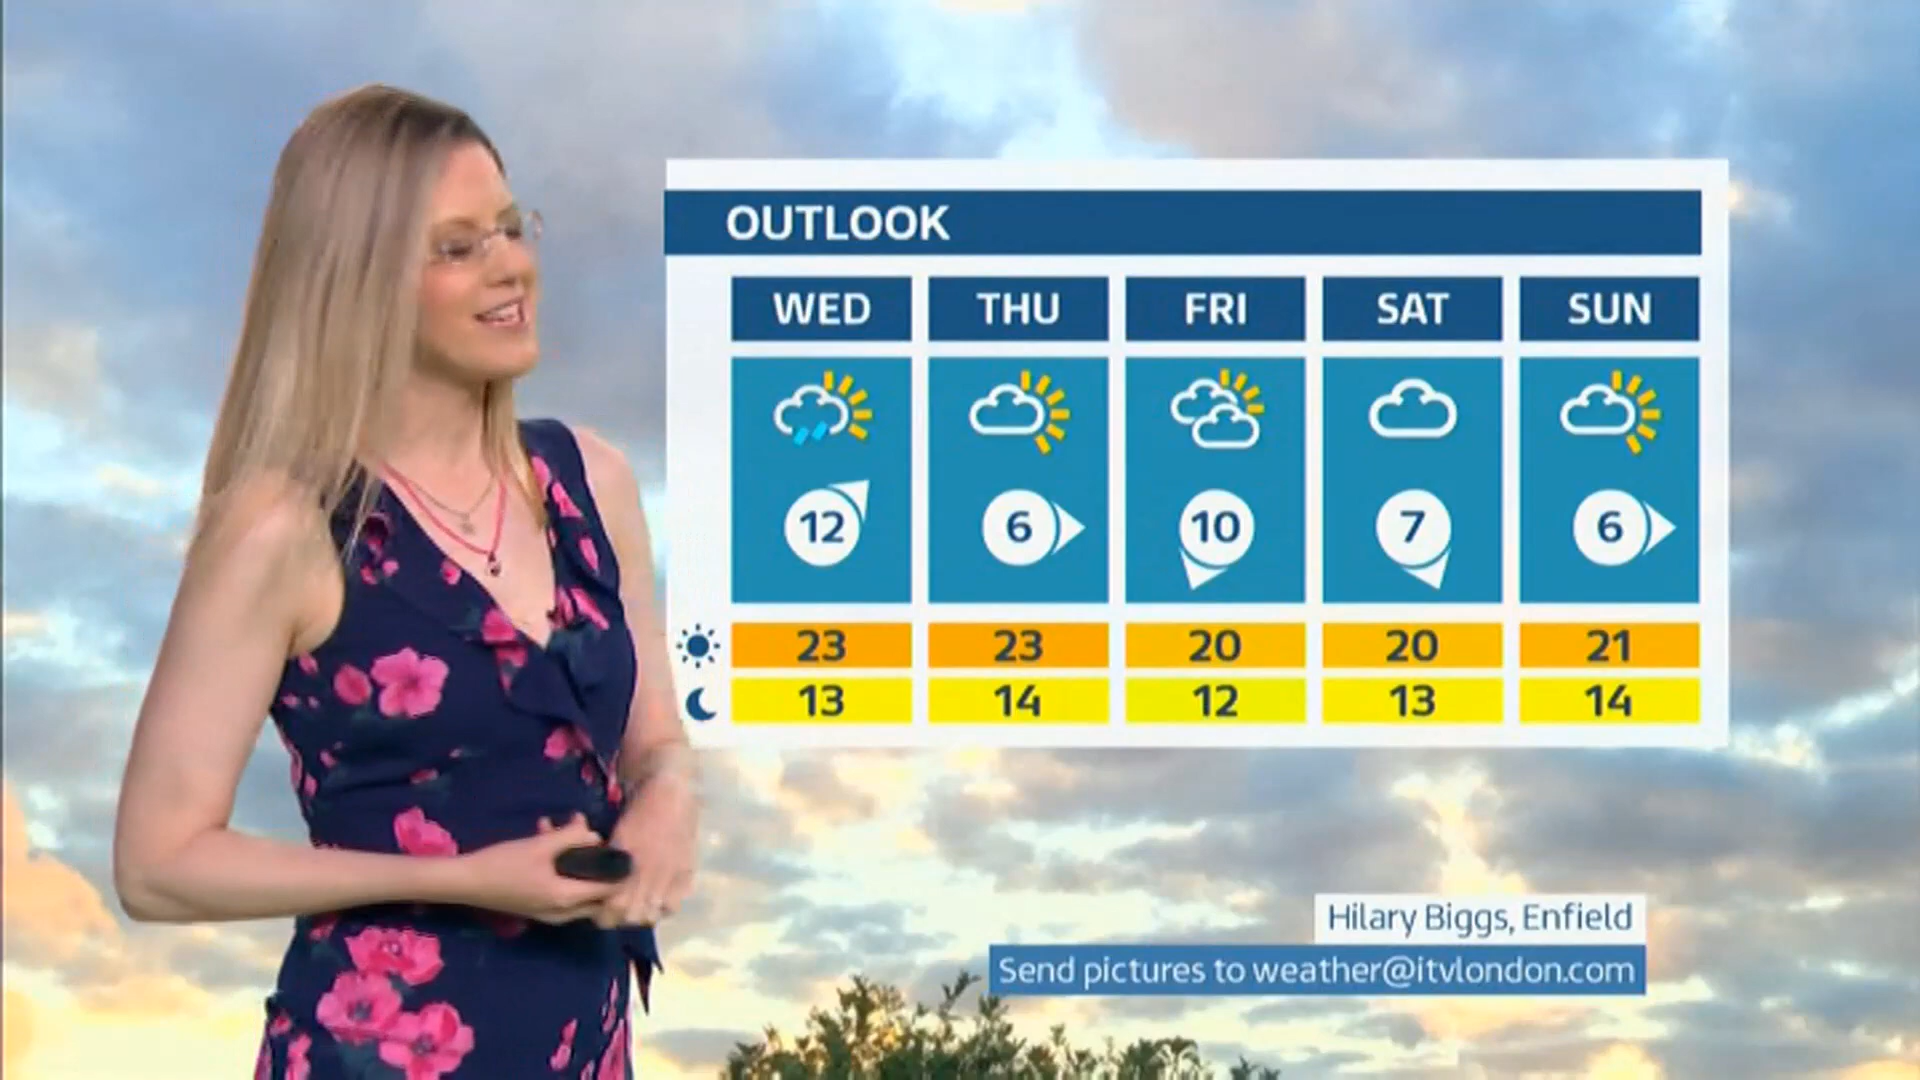 OUTLOOK
WED THU FRI SAT SUN
12 6 10 7 6
23 23 20 20 21
13 14 12 13 14
Hilary Biggs, Enfield
Send pictures to weather@itvlondon.com